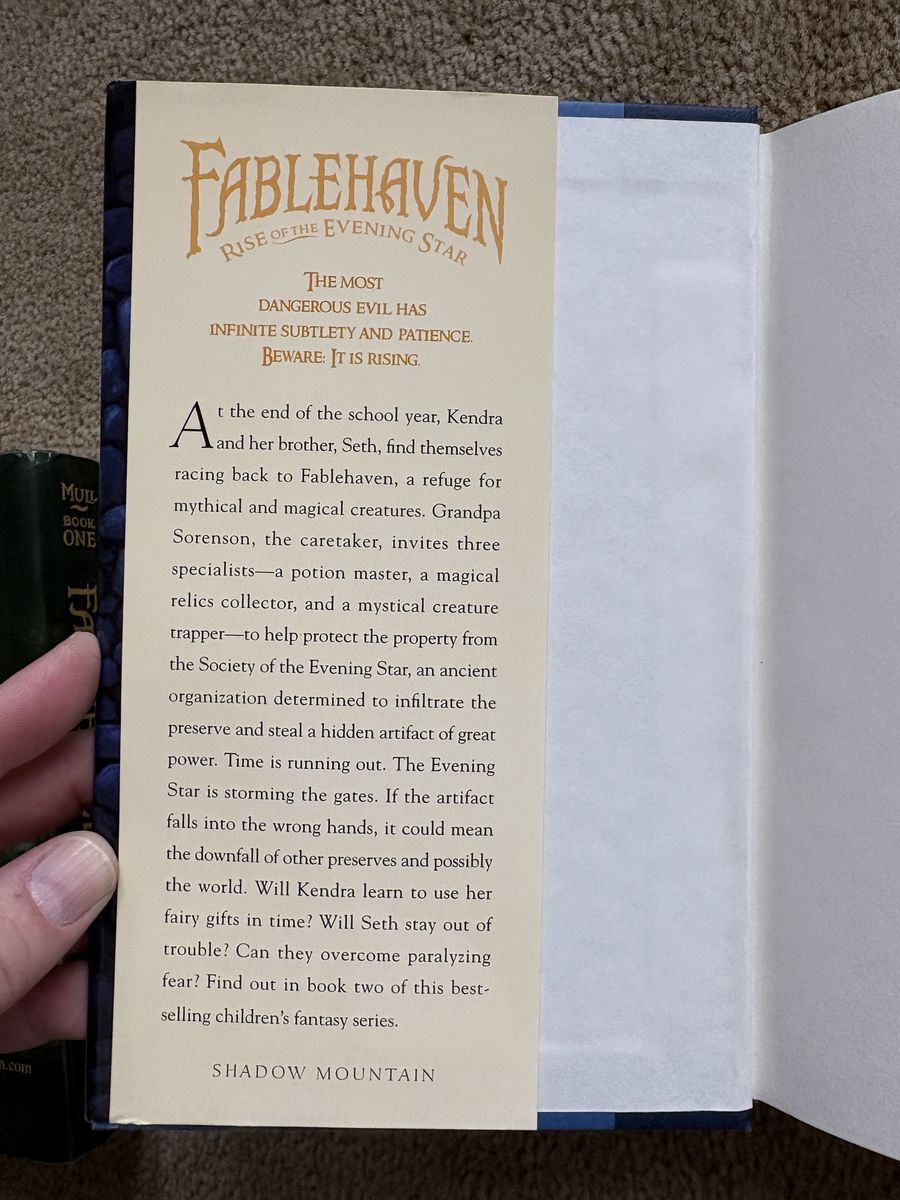 FABLEHAVEN
RISE OF THE EVENING STAR
THE MOST
DANGEROUS EVIL HAS
INFINITE SUBTLETY AND PATIENCE.
BEWARE: IT IS RISING.
At the end of the school year, Kendra
and her brother, Seth, find themselves
racing back to Fablehaven, a refuge for
mythical and magical creatures. Grandpa
Sorenson, the caretaker, invites three
specialists—a potion master, a magical
relics collector, and a mystical creature
trapper—to help protect the property from
the Society of the Evening Star, an ancient
organization determined to infiltrate the
preserve and steal a hidden artifact of great
power. Time is running out. The Evening
Star is storming the gates. If the artifact
falls into the wrong hands, it could mean
the downfall of other preserves and possibly
the world. Will Kendra learn to use her
fairy gifts in time? Will Seth stay out of
trouble? Can they overcome paralyzing
fear? Find out in book two of this best-
selling children's fantasy series.
SHADOW MOUNTAIN
MULL
BOOK
ONE
FA
n.com